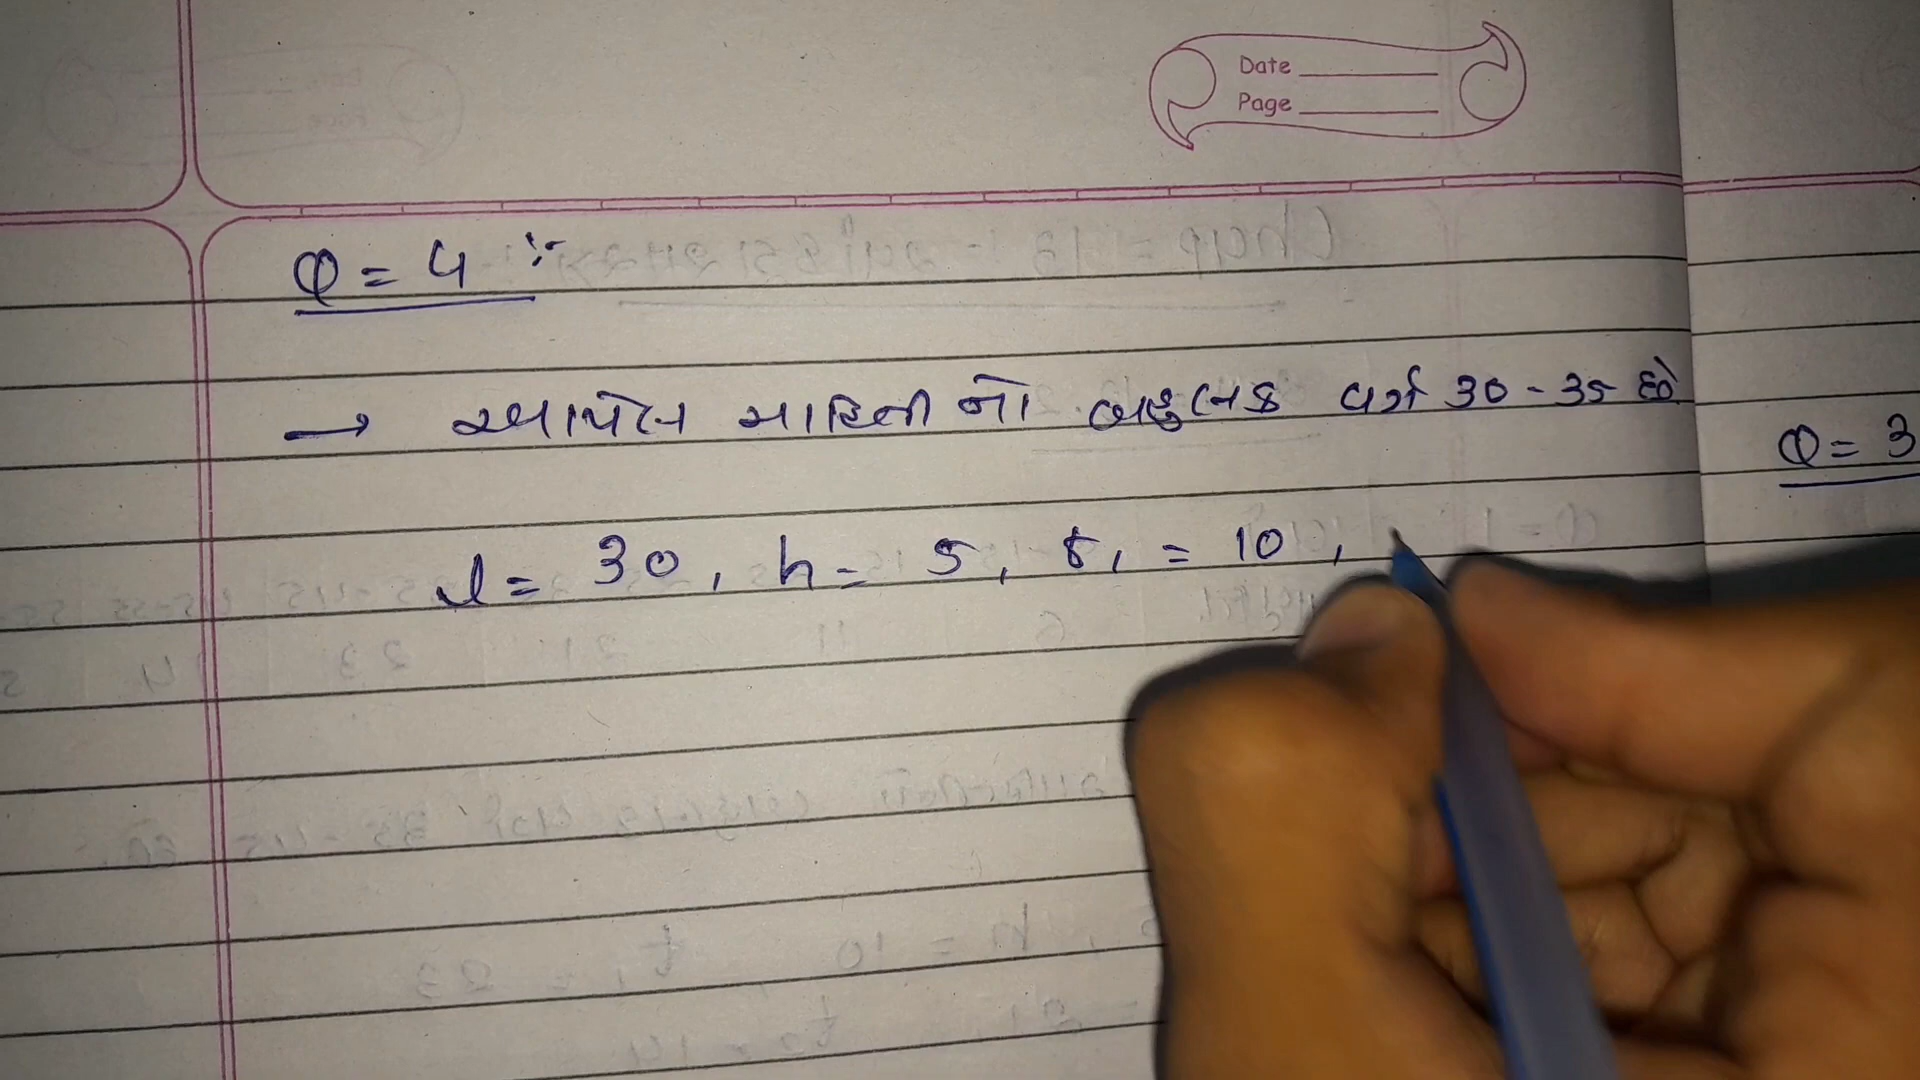 Date
Page
Q = 4 :-
→ આપેલ માહિતી નો બહુલક વર્ગ 30 - 35 છે
l = 30, h = 5, f₁ = 10,
Q = 3